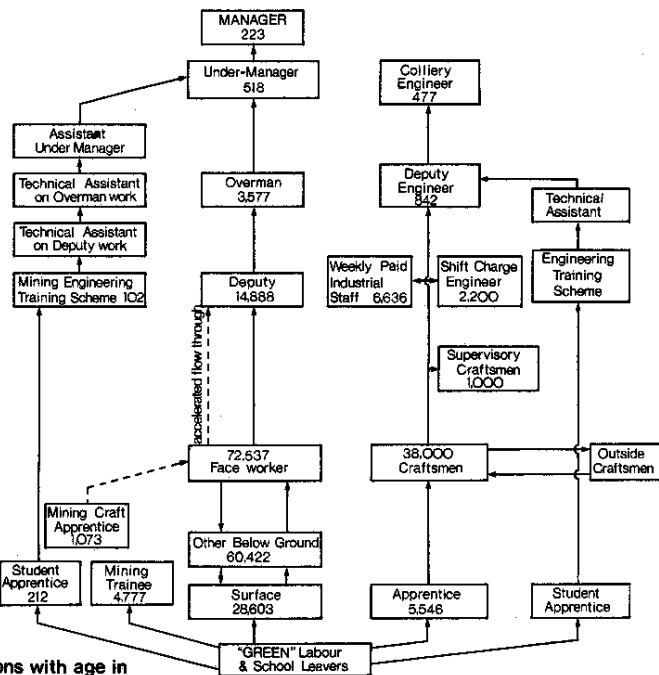 MANAGER
223
Under-Manager
518
Colliery
Engineer
477
Assistant
Under Manager
Technical Assistant
on Overman work
Overman
3,577
Deputy
Engineer
842
Technical
Assistant
Technical Assistant
on Deputy work
Mining Engineering
Training Scheme 102
Deputy
14,888
Weekly Paid
Industrial
Staff 6,636
Shift Charge
Engineer
2,200
Engineering
Training
Scheme
accelerated flow through
Supervisory
Craftsmen
1,000
72,537
Face worker
38,000
Craftsmen
Outside
Craftsmen
Mining Craft
Apprentice
1,073
Other Below Ground
60,422
Student
Apprentice
212
Mining
Trainee
4,777
Surface
28,603
Apprentice
5,546
Student
Apprentice
"GREEN" Labour
& School Leavers
ons with age in